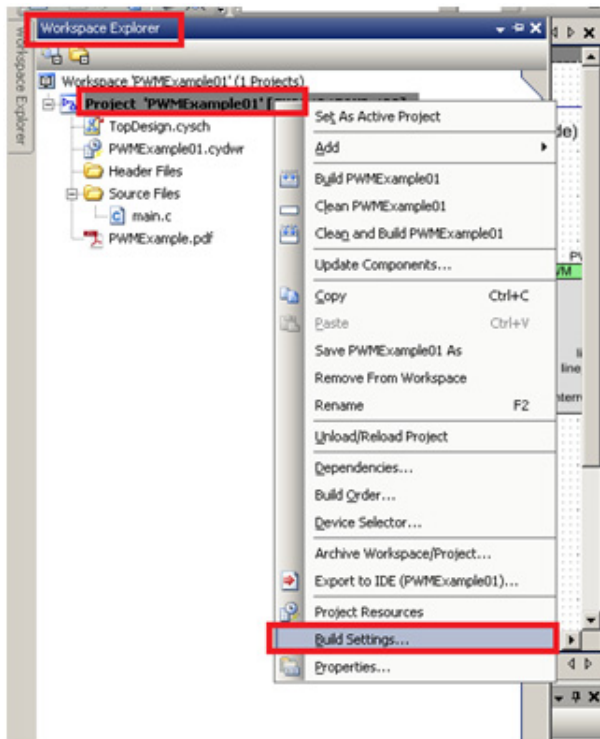 Workspace Explorer
Workspace Explorer
Workspace 'PWMExample01' (1 Projects)
Project 'PWMExample01'
TopDesign.cysch
PWMExample01.cydwr
Header Files
Source Files
main.c
PWMExample.pdf
Set As Active Project
Add
Build PWMExample01
Clean PWMExample01
Clean and Build PWMExample01
Update Components...
Copy Ctrl+C
Paste Ctrl+V
Save PWMExample01 As
Remove From Workspace
Rename F2
Unload/Reload Project
Dependencies...
Build Order...
Device Selector...
Archive Workspace/Project...
Export to IDE (PWMExample01)...
Project Resources
Build Settings...
Properties...
de)
line